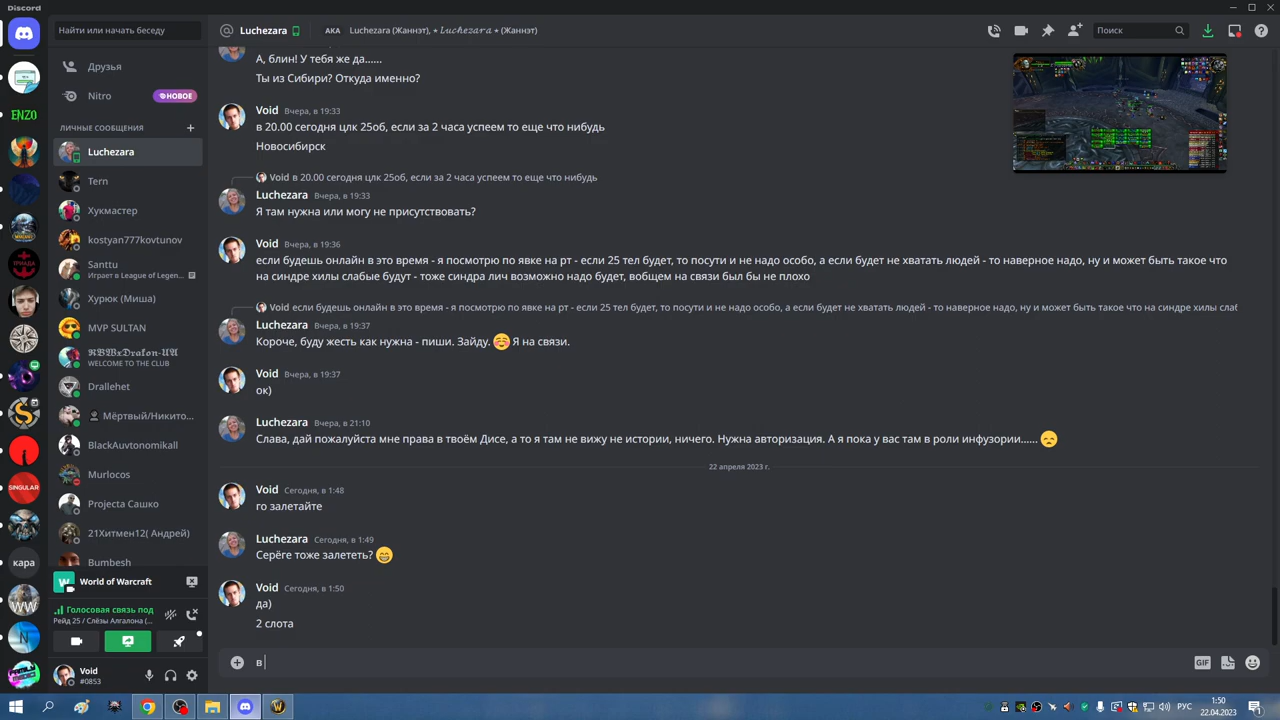 Discord
Найти или начать беседу
Luchezara
AKA
Luchezara (Жаннэт), ⋆ 𝓛𝓾𝓬𝓱𝓮𝔃𝓪𝓻𝓪 ⋆ (Жаннэт)
Поиск
Друзья
Nitro
НОВОЕ
ЛИЧНЫЕ СООБЩЕНИЯ
Luchezara
Tern
Хукмастер
kostyan777kovtunov
Santtu
Играет в League of Legen...
Хурюк (Миша)
MVP SULTAN
WELCOME TO THE CLUB
Drallehet
Мёртвый/Никито...
BlackAuvtonomikall
Murlocos
Projecta Сашко
21Хитмен12( Андрей)
Bumbesh
ENZO
ТРИАДА
SINGULAR
кара
WW
World of Warcraft
Голосовая связь под
Рейд 25 / Слёзы Алгалона (...
Void
#0853
А, блин! У тебя же да......
Ты из Сибири? Откуда именно?
Void Вчера, в 19:33
в 20.00 сегодня цлк 25об, если за 2 часа успеем то еще что нибудь
Новосибирск
Void в 20.00 сегодня цлк 25об, если за 2 часа успеем то еще что нибудь
Luchezara Вчера, в 19:33
Я там нужна или могу не присутствовать?
Void Вчера, в 19:36
если будешь онлайн в это время - я посмотрю по явке на рт - если 25 тел будет, то посути и не надо особо, а если будет не хватать людей - то наверное надо, ну и может быть такое что
на синдре хилы слабые будут - тоже синдра лич возможно надо будет, вобщем на связи был бы не плохо
Void если будешь онлайн в это время - я посмотрю по явке на рт - если 25 тел будет, то посути и не надо особо, а если будет не хватать людей - то наверное надо, ну и может быть такое что на синдре хилы слаб
Luchezara Вчера, в 19:37
Короче, буду жесть как нужна - пиши. Зайду. ☺️ Я на связи.
Void Вчера, в 19:37
ок)
Luchezara Вчера, в 21:10
Слава, дай пожалуйста мне права в твоём Дисе, а то я там не вижу не истории, ничего. Нужна авторизация. А я пока у вас там в роли инфузории...... 😞
22 апреля 2023 г.
Void Сегодня, в 1:48
го залетайте
Luchezara Сегодня, в 1:49
Серёге тоже залететь? 😁
Void Сегодня, в 1:50
да)
2 слота
в
GIF
РУС
1:50
22.04.2023
1